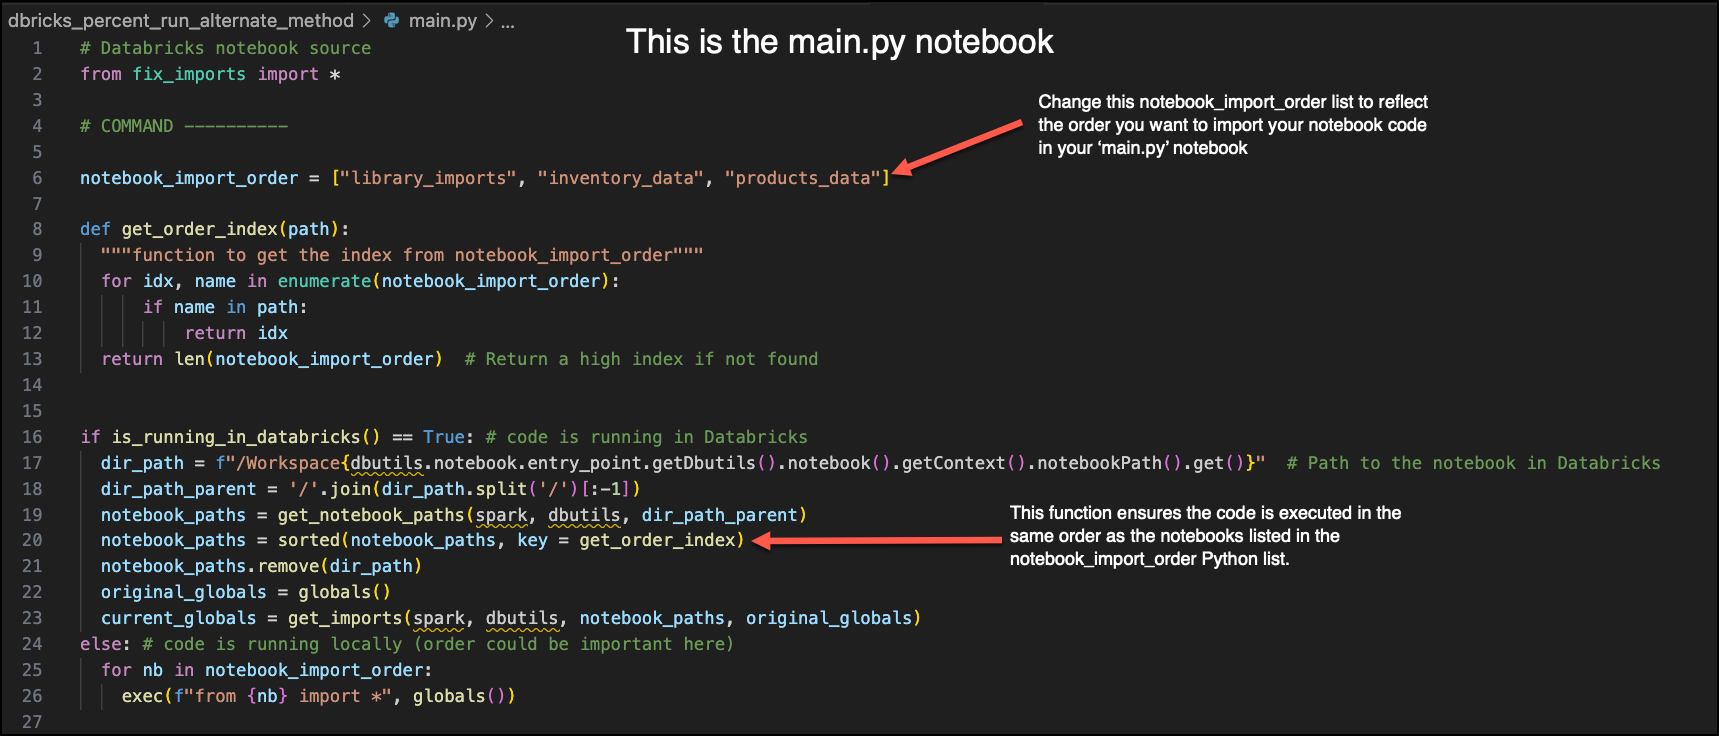 dbricks_percent_run_alternate_method > main.py > ...
This is the main.py notebook
1 # Databricks notebook source
2 from fix_imports import *
3
4 # COMMAND ----------
5
Change this notebook_import_order list to reflect
the order you want to import your notebook code
in your ‘main.py’ notebook
6 notebook_import_order = ["library_imports", "inventory_data", "products_data"]
7
8 def get_order_index(path):
9   """function to get the index from notebook_import_order"""
10   for idx, name in enumerate(notebook_import_order):
11       if name in path:
12           return idx
13   return len(notebook_import_order)  # Return a high index if not found
14
15
16 if is_running_in_databricks() == True: # code is running in Databricks
17   dir_path = f"/Workspace{dbutils.notebook.entry_point.getDbutils().notebook().getContext().notebookPath().get()}"  # Path to the notebook in Databricks
18   dir_path_parent = '/'.join(dir_path.split('/')[:-1])
19   notebook_paths = get_notebook_paths(spark, dbutils, dir_path_parent)
20   notebook_paths = sorted(notebook_paths, key = get_order_index)
This function ensures the code is executed in the
same order as the notebooks listed in the
notebook_import_order Python list.
21   notebook_paths.remove(dir_path)
22   original_globals = globals()
23   current_globals = get_imports(spark, dbutils, notebook_paths, original_globals)
24 else: # code is running locally (order could be important here)
25   for nb in notebook_import_order:
26     exec(f"from {nb} import *", globals())
27